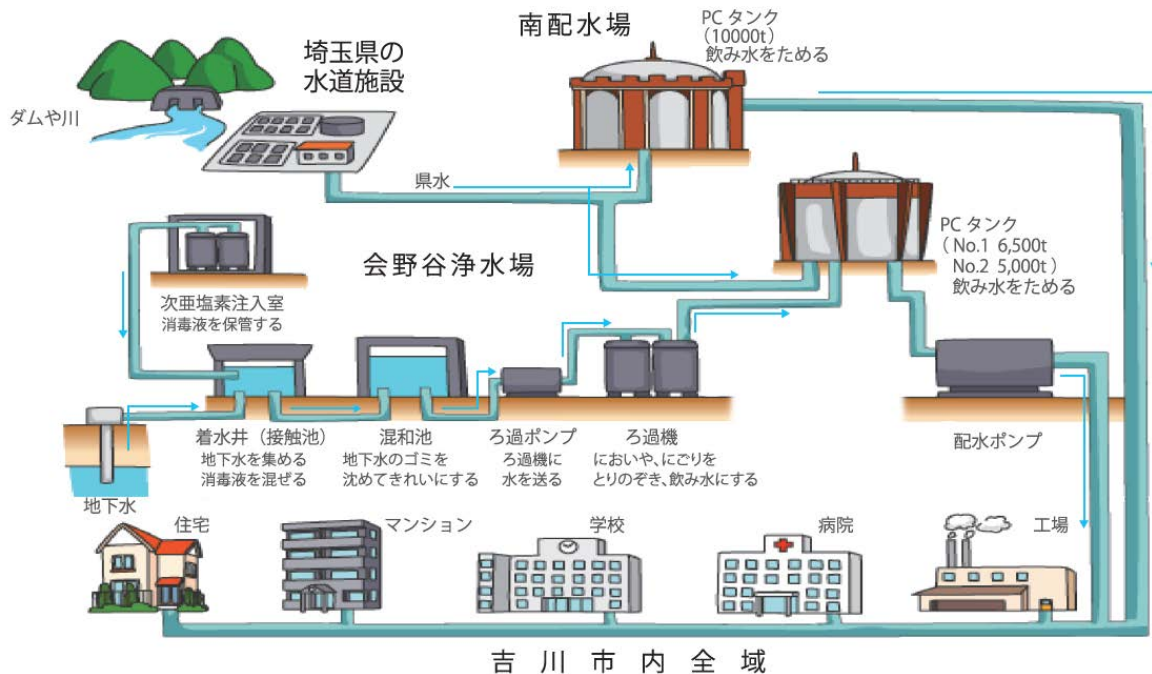 南配水場
PCタンク
(10000t)
飲み水をためる
埼玉県の
水道施設
ダムや川
県水
PCタンク
(No.1 6,500t
No.2 5,000t)
飲み水をためる
会野谷浄水場
次亜塩素注入室
消毒液を保管する
着水井(接触池)
地下水を集める
消毒液を混ぜる
混和池
地下水のゴミを
沈めてきれいにする
ろ過ポンプ
ろ過機に
水を送る
ろ過機
においや、にごりを
とりのぞき、飲み水にする
配水ポンプ
地下水
住宅
マンション
学校
病院
工場
吉川市内全域